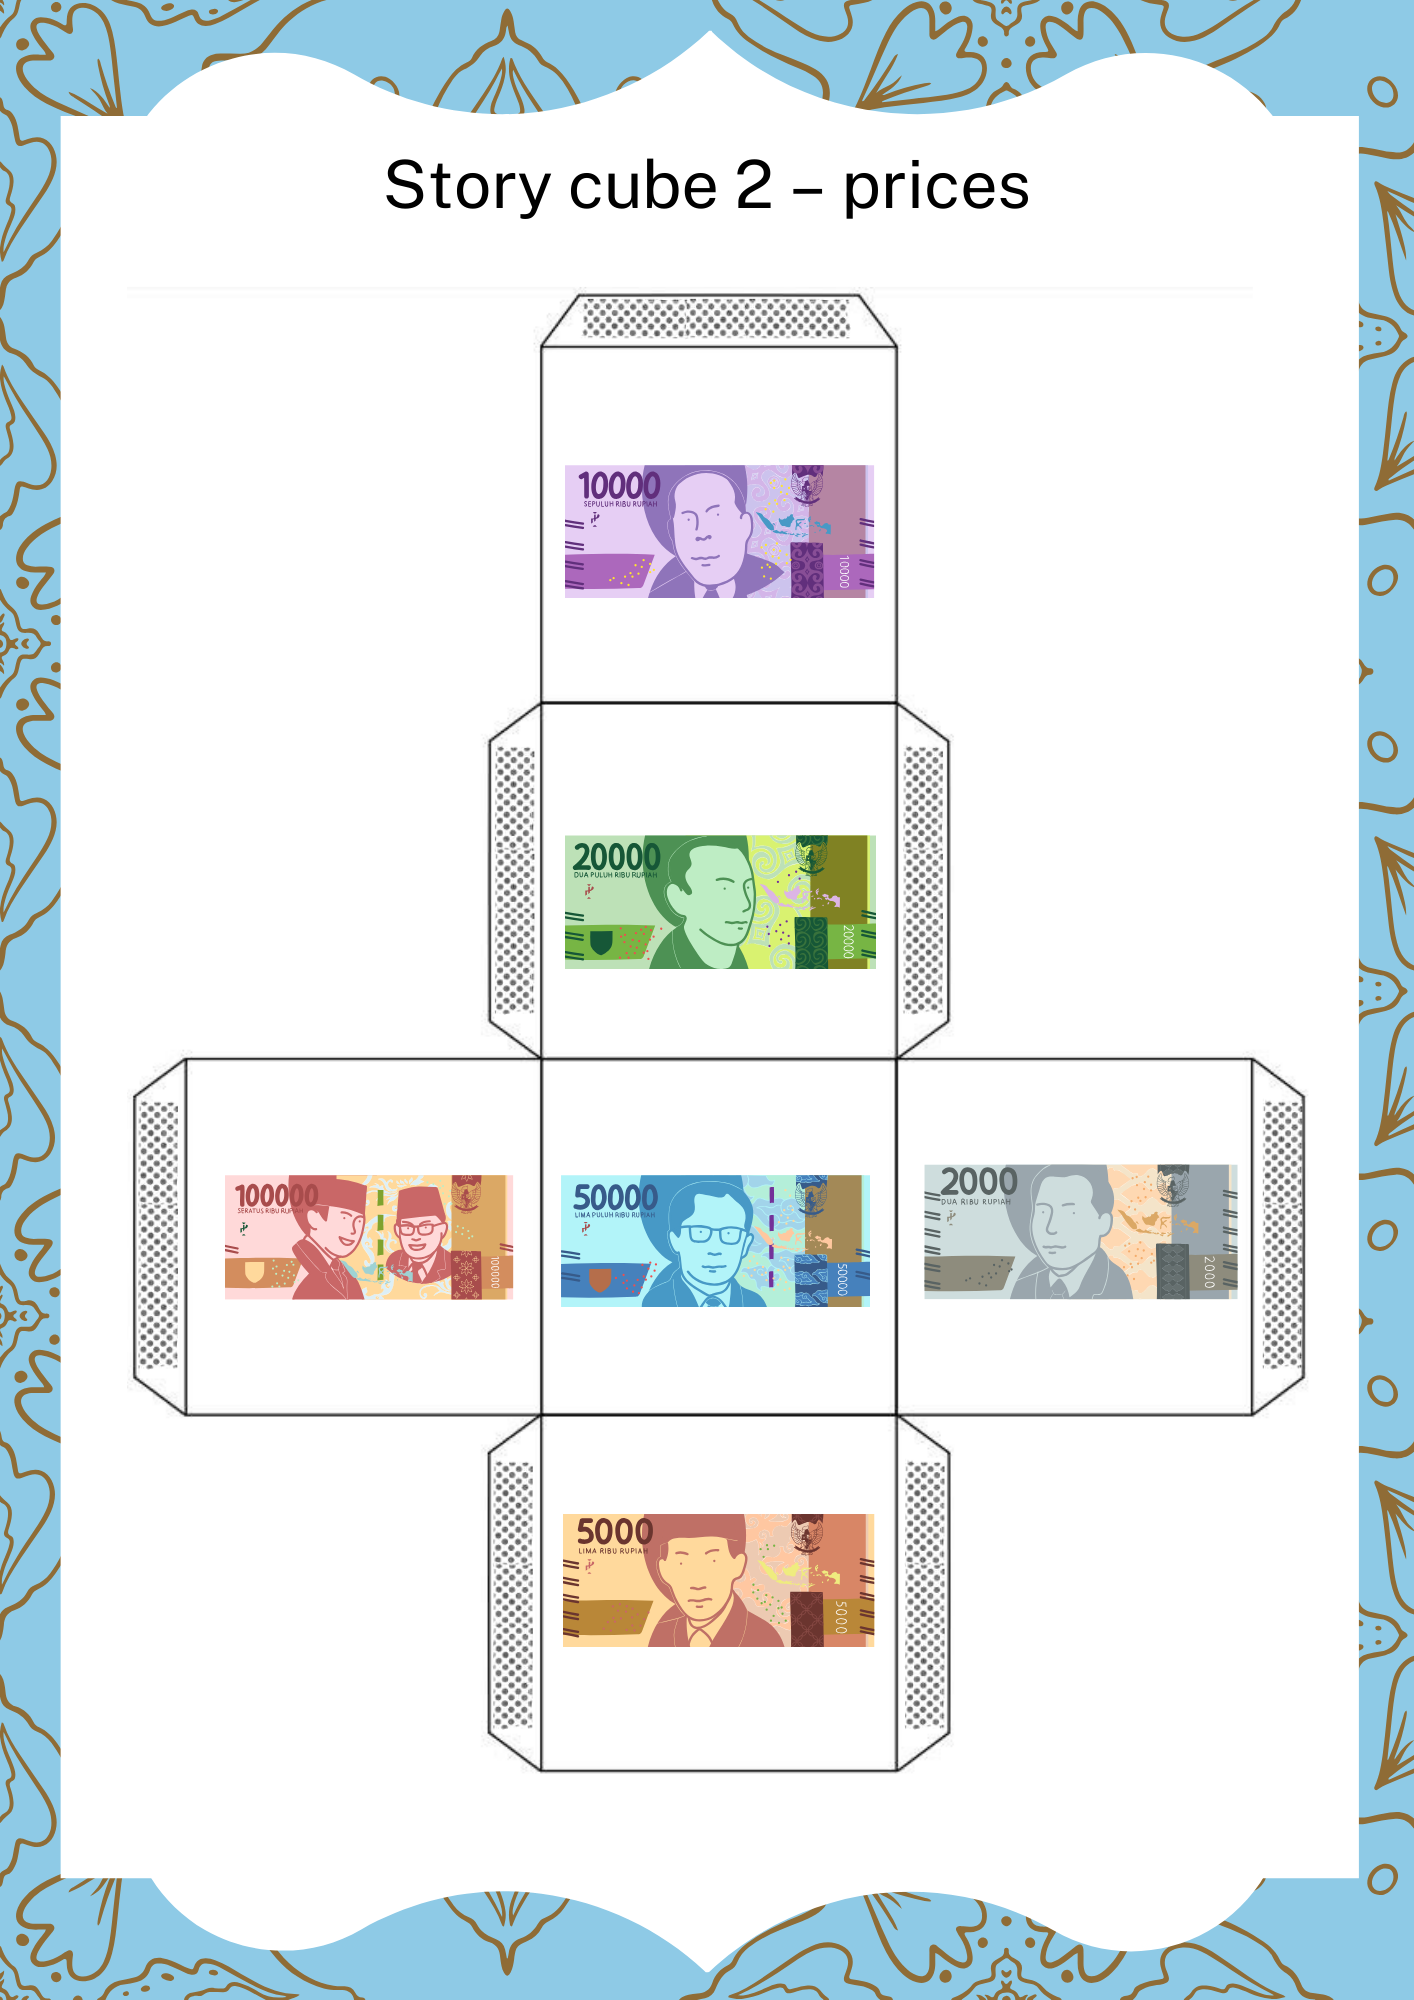 Story cube 2 – prices
10000
SEPULUH RIBU RUPIAH
10000
20000
DUA PULUH RIBU RUPIAH
20000
100000
SERATUS RIBU RUPIAH
100000
50000
LIMA PULUH RIBU RUPIAH
50000
2000
DUA RIBU RUPIAH
2000
5000
LIMA RIBU RUPIAH
5000